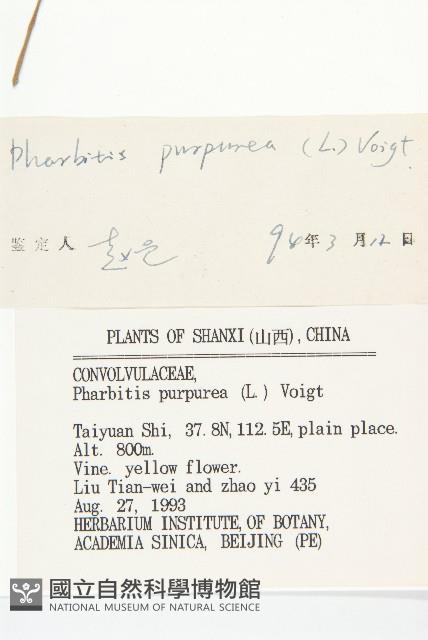 Pharbitis purpurea (L.) Voigt
鉴定人 94年3月12日
PLANTS OF SHANXI (山西), CHINA
CONVOLVULACEAE,
Pharbitis purpurea (L.) Voigt
Taiyuan Shi, 37.8N, 112.5E, plain place.
Alt. 800m.
Vine. yellow flower.
Liu Tian-wei and zhao yi 435
Aug. 27, 1993
HERBARIUM INSTITUTE, OF BOTANY,
ACADEMIA SINICA, BEIJING (PE)
國立自然科學博物館
NATIONAL MUSEUM OF NATURAL SCIENCE